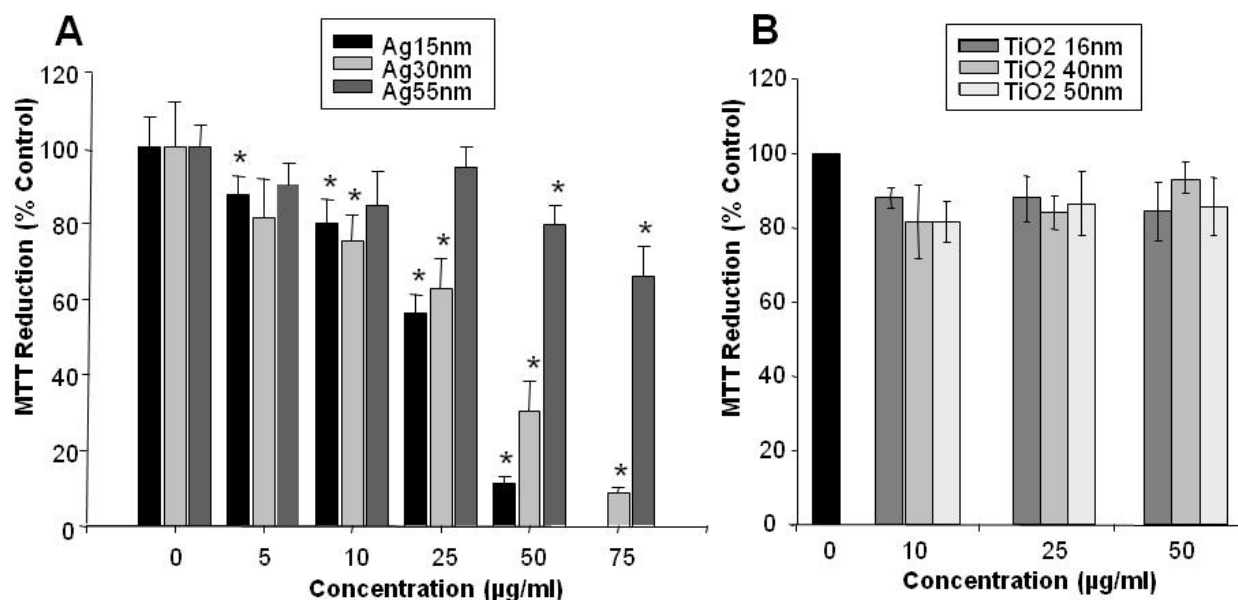 A
Ag15nm
Ag30nm
Ag55nm
MTT Reduction (% Control)
120
100
80
60
40
20
0
* * * * * * * * * * *
0 5 10 25 50 75
Concentration (µg/ml)
B
TiO2 16nm
TiO2 40nm
TiO2 50nm
MTT Reduction (% Control)
120
100
80
60
40
20
0
0 10 25 50
Concentration (µg/ml)